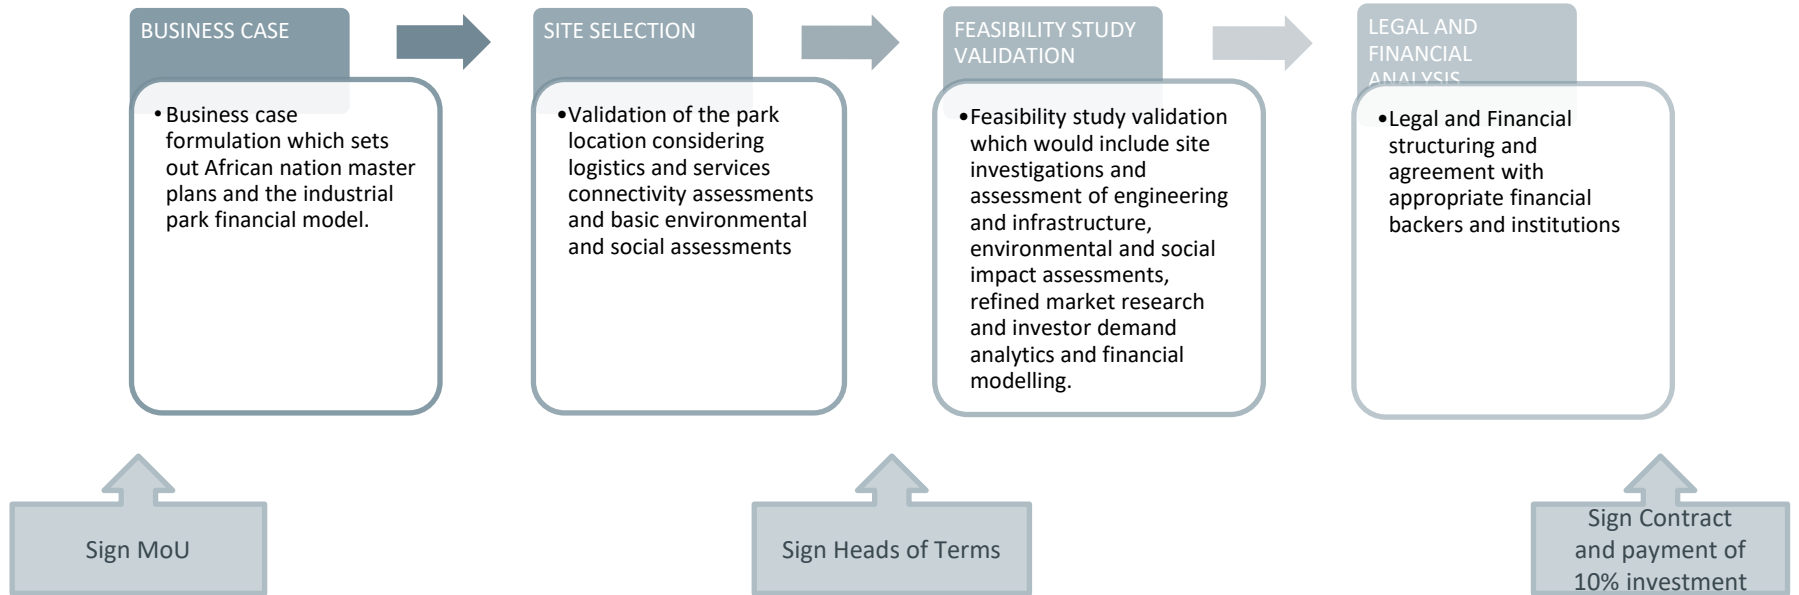 BUSINESS CASE
• Business case
formulation which sets
out African nation master
plans and the industrial
park financial model.
SITE SELECTION
•Validation of the park
location considering
logistics and services
connectivity assessments
and basic environmental
and social assessments
FEASIBILITY STUDY
VALIDATION
•Feasibility study validation
which would include site
investigations and
assessment of engineering
and infrastructure,
environmental and social
impact assessments,
refined market research
and investor demand
analytics and financial
modelling.
LEGAL AND
FINANCIAL
ANALYSIS
•Legal and Financial
structuring and
agreement with
appropriate financial
backers and institutions
Sign MoU
Sign Heads of Terms
Sign Contract
and payment of
10% investment